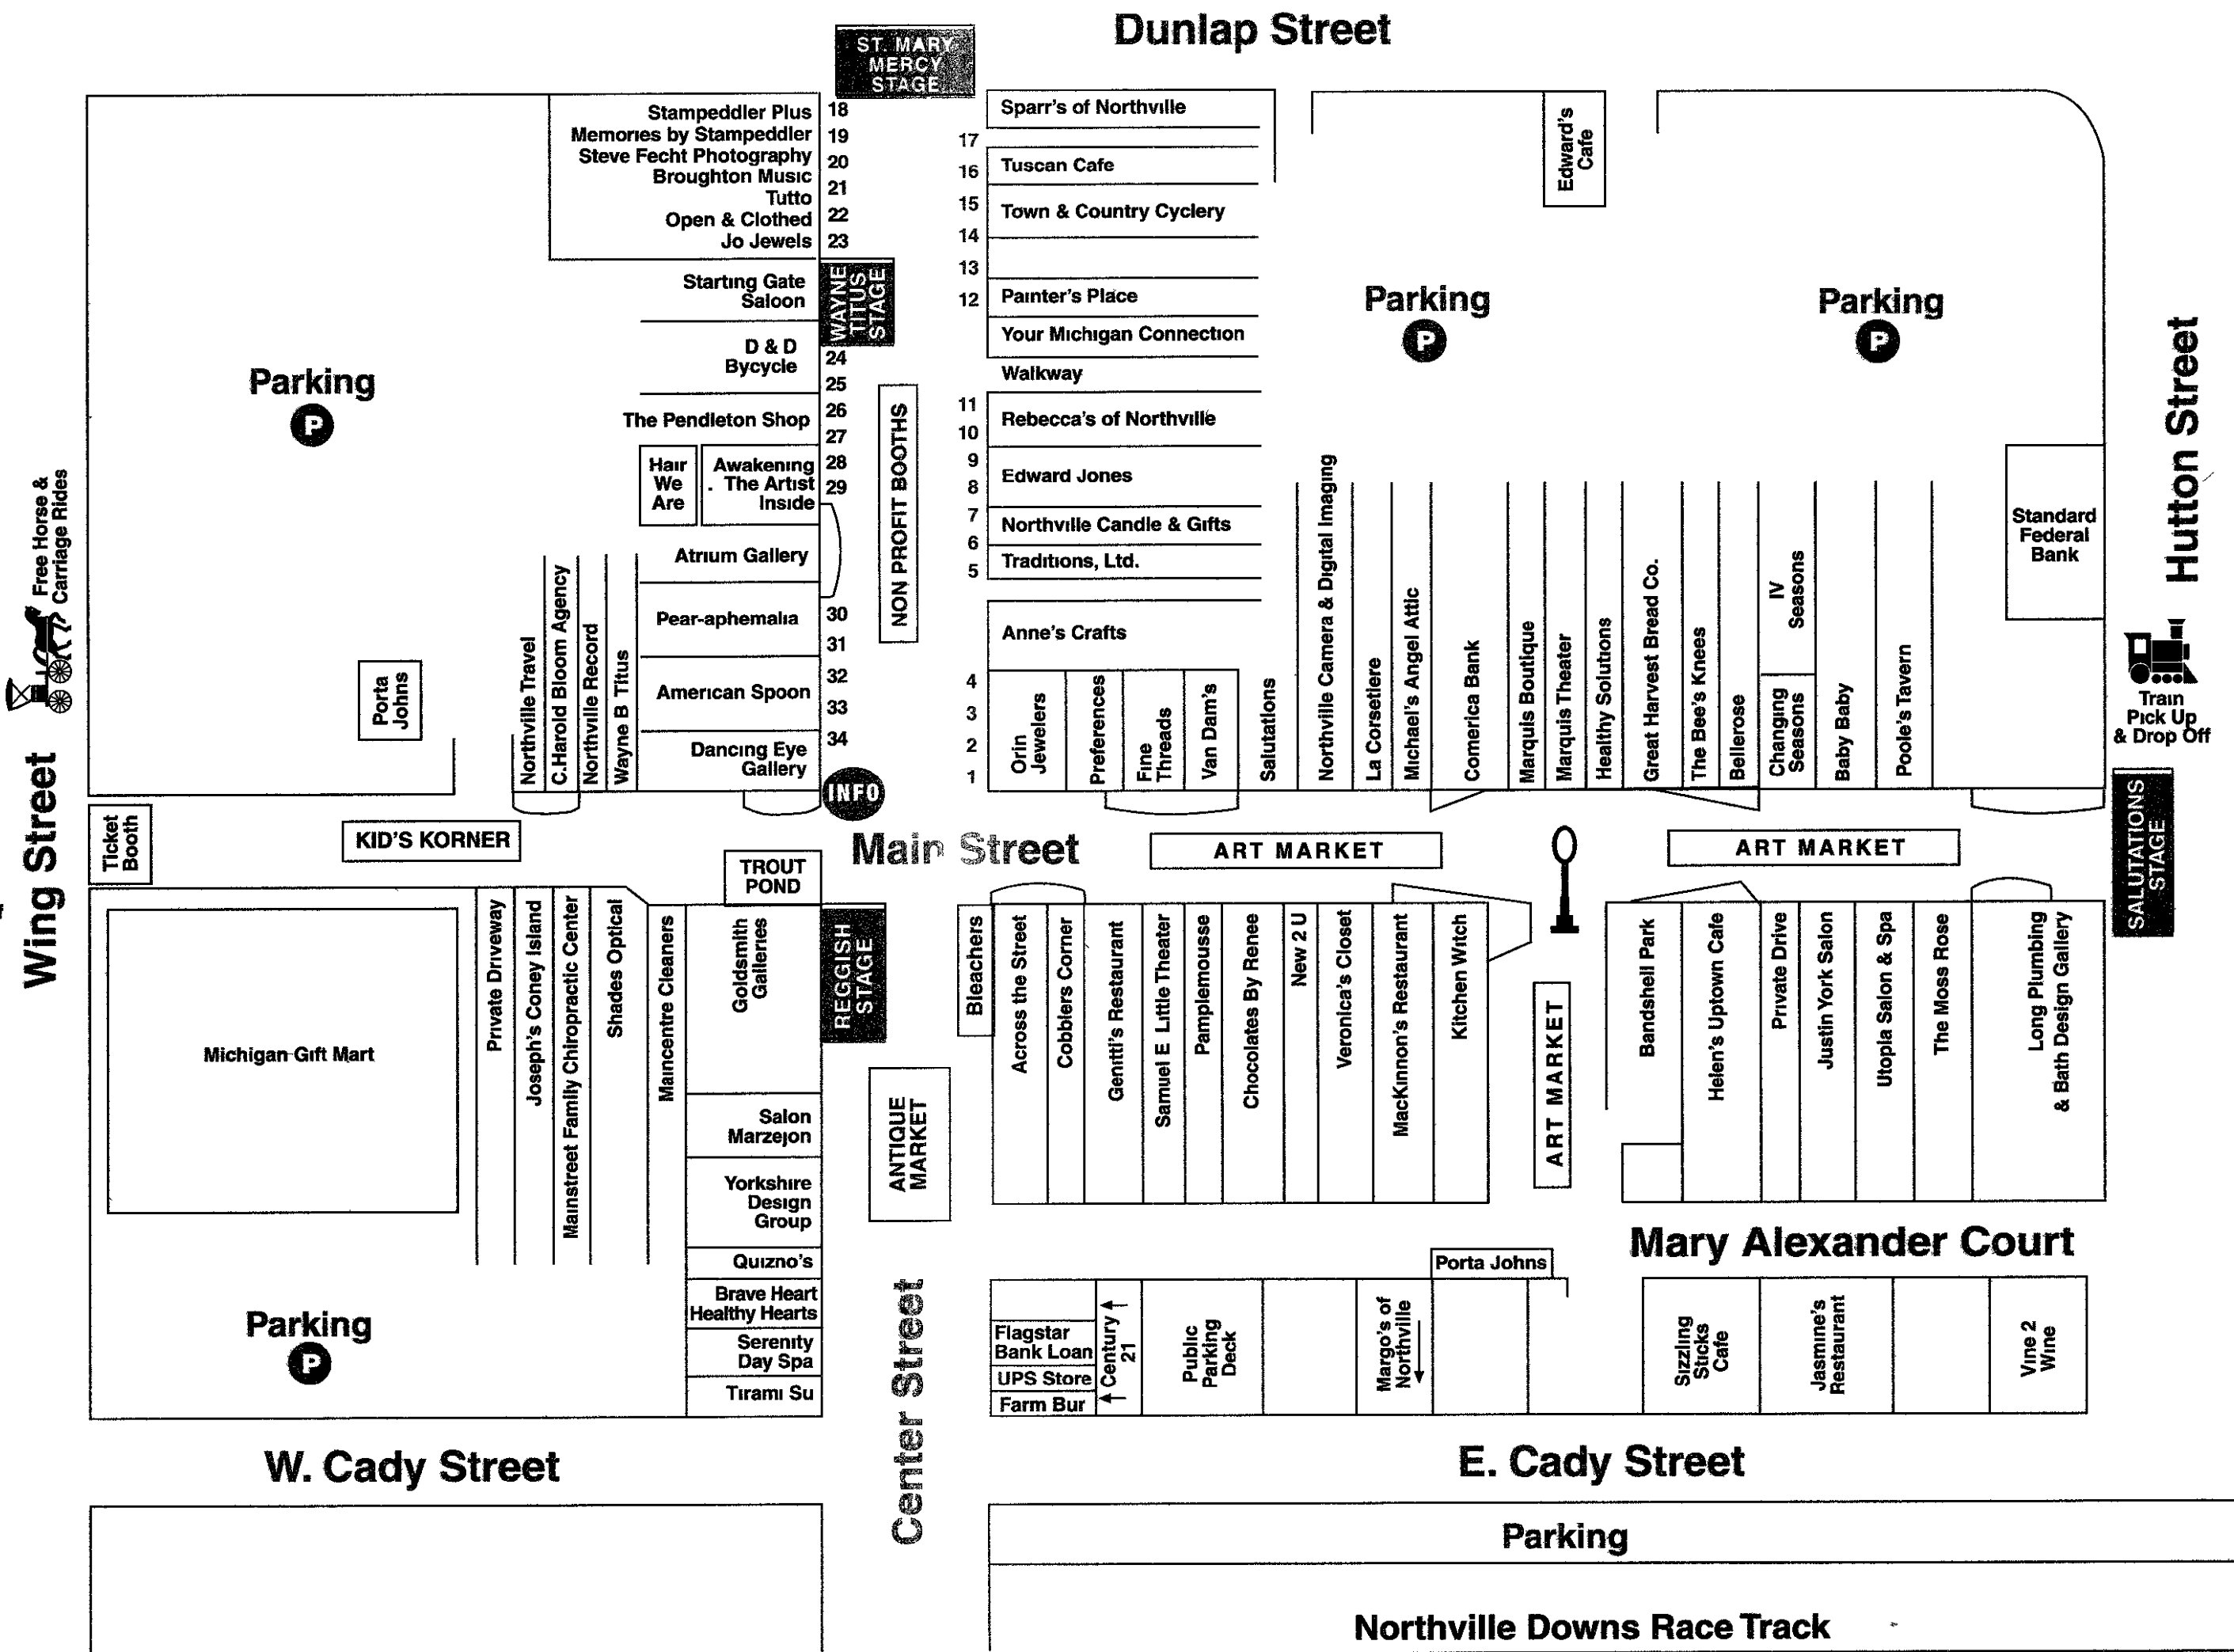 Dunlap Street
ST. MARY
MERCY
STAGE
Stampeddler Plus 18
Memories by Stampeddler 19
Steve Fecht Photography 20
Broughton Music
21
Tutto
Open & Clothed 22
Jo Jewels 23
Starting Gate
Saloon
WAYNE
TITUS
STAGE
D & D
Bycycle
24
25
The Pendleton Shop
26
27
Hair
We
Are
Awakening
The Artist
Inside
28
29
Atrium Gallery
Pear-aphemalia
30
31
American Spoon
32
33
34
Dancing Eye
Gallery
INFO
NON PROFIT BOOTHS
Parking
P
Porta
Johns
Northville Travel
C.Harold Bloom Agency
Northville Record
Wayne B Titus
Free Horse &
Carriage Rides
Wing Street
Sparr's of Northville
17
16 Tuscan Cafe
15 Town & Country Cyclery
14
13
12 Painter's Place
Your Michigan Connection
Walkway
11
10
Rebecca's of Northville
9
8
Edward Jones
7
Northville Candle & Gifts
6
5
Traditions, Ltd.
Anne's Crafts
4
3
2
1
Orin
Jewelers
Preferences
Fine
Threads
Van Dam's
Salutations
Northville Camera & Digital Imaging
La Corsetiere
Michael's Angel Attic
Comerica Bank
Marquis Boutique
Marquis Theater
Healthy Solutions
Great Harvest Bread Co.
The Bee's Knees
Bellerose
IV
Seasons
Changing
Seasons
Baby Baby
Poole's Tavern
Edward's
Cafe
Parking
P
Parking
P
Standard
Federal
Bank
Hutton Street
Train
Pick Up
& Drop Off
SALUTATIONS
STAGE
Ticket
Booth
KID'S KORNER
TROUT
POND
Main Street
ART MARKET
ART MARKET
Michigan Gift Mart
Private Driveway
Joseph's Coney Island
Mainstreet Family Chiropractic Center
Shades Optical
Maincentre Cleaners
Goldsmith
Galleries
REGGISH
STAGE
Salon
Marzejon
Yorkshire
Design
Group
Quizno's
Brave Heart
Healthy Hearts
Serenity
Day Spa
Tirami Su
Parking
P
ANTIQUE
MARKET
Center Street
Bleachers
Across the Street
Cobblers Corner
Genitti's Restaurant
Samuel E Little Theater
Pamplemousse
Chocolates By Renee
New 2 U
Veronica's Closet
MacKinnon's Restaurant
Kitchen Witch
ART MARKET
Bandshell Park
Helen's Uptown Cafe
Private Drive
Justin York Salon
Utopia Salon & Spa
The Moss Rose
Long Plumbing
& Bath Design Gallery
Mary Alexander Court
Porta Johns
Flagstar
Bank Loan
UPS Store
Farm Bur
Century
21
Public
Parking
Deck
Margo's of
Northville
Sizzling
Sticks
Cafe
Jasmine's
Restaurant
Vine 2
Wine
W. Cady Street
E. Cady Street
Parking
Northville Downs Race Track